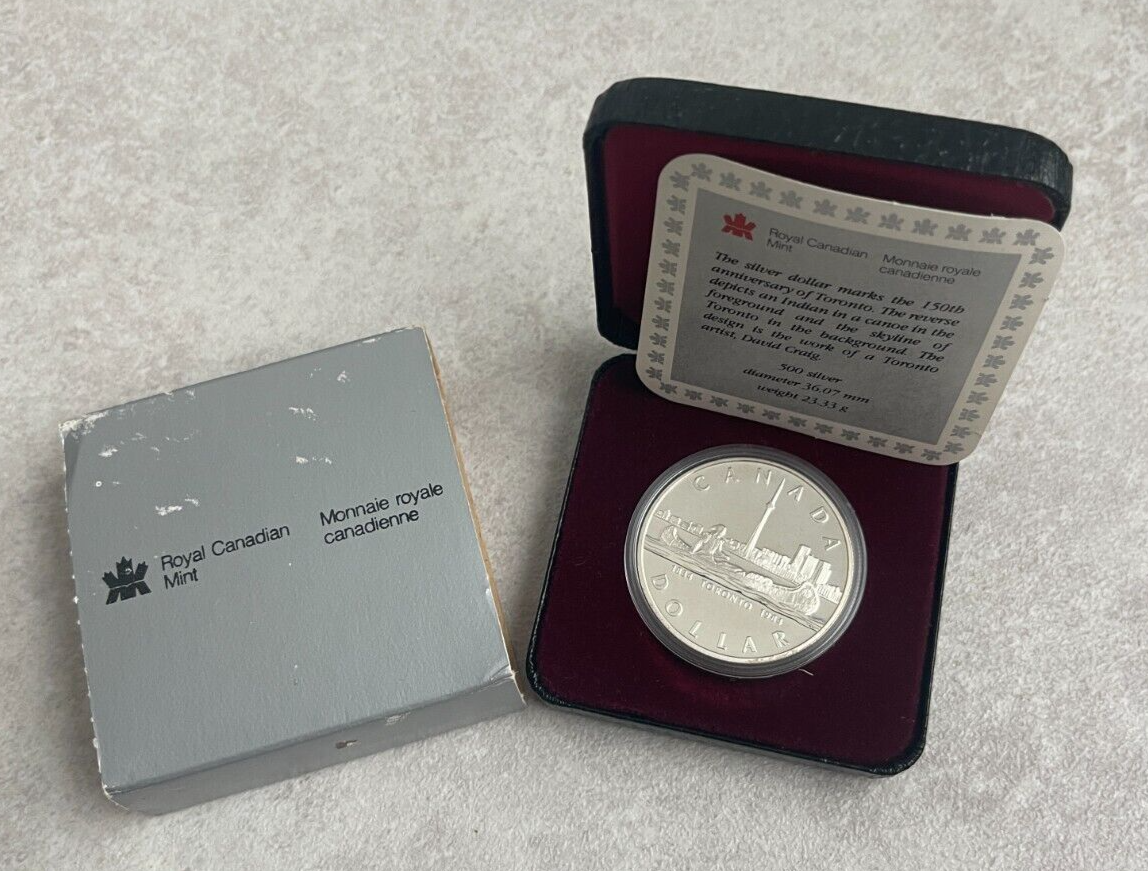 Royal Canadian
Mint
Monnaie royale
canadienne
Royal Canadian
Mint
Monnaie royale
canadienne
The silver dollar marks the 150th
anniversary of Toronto. The reverse
depicts an Indian in a canoe in the
foreground and the skyline of
Toronto in the background. The
design is the work of a Toronto
artist, David Craig.
500 silver
diameter 36.07 mm
weight 23.33 g
CANADA
TORONTO
DOLLAR